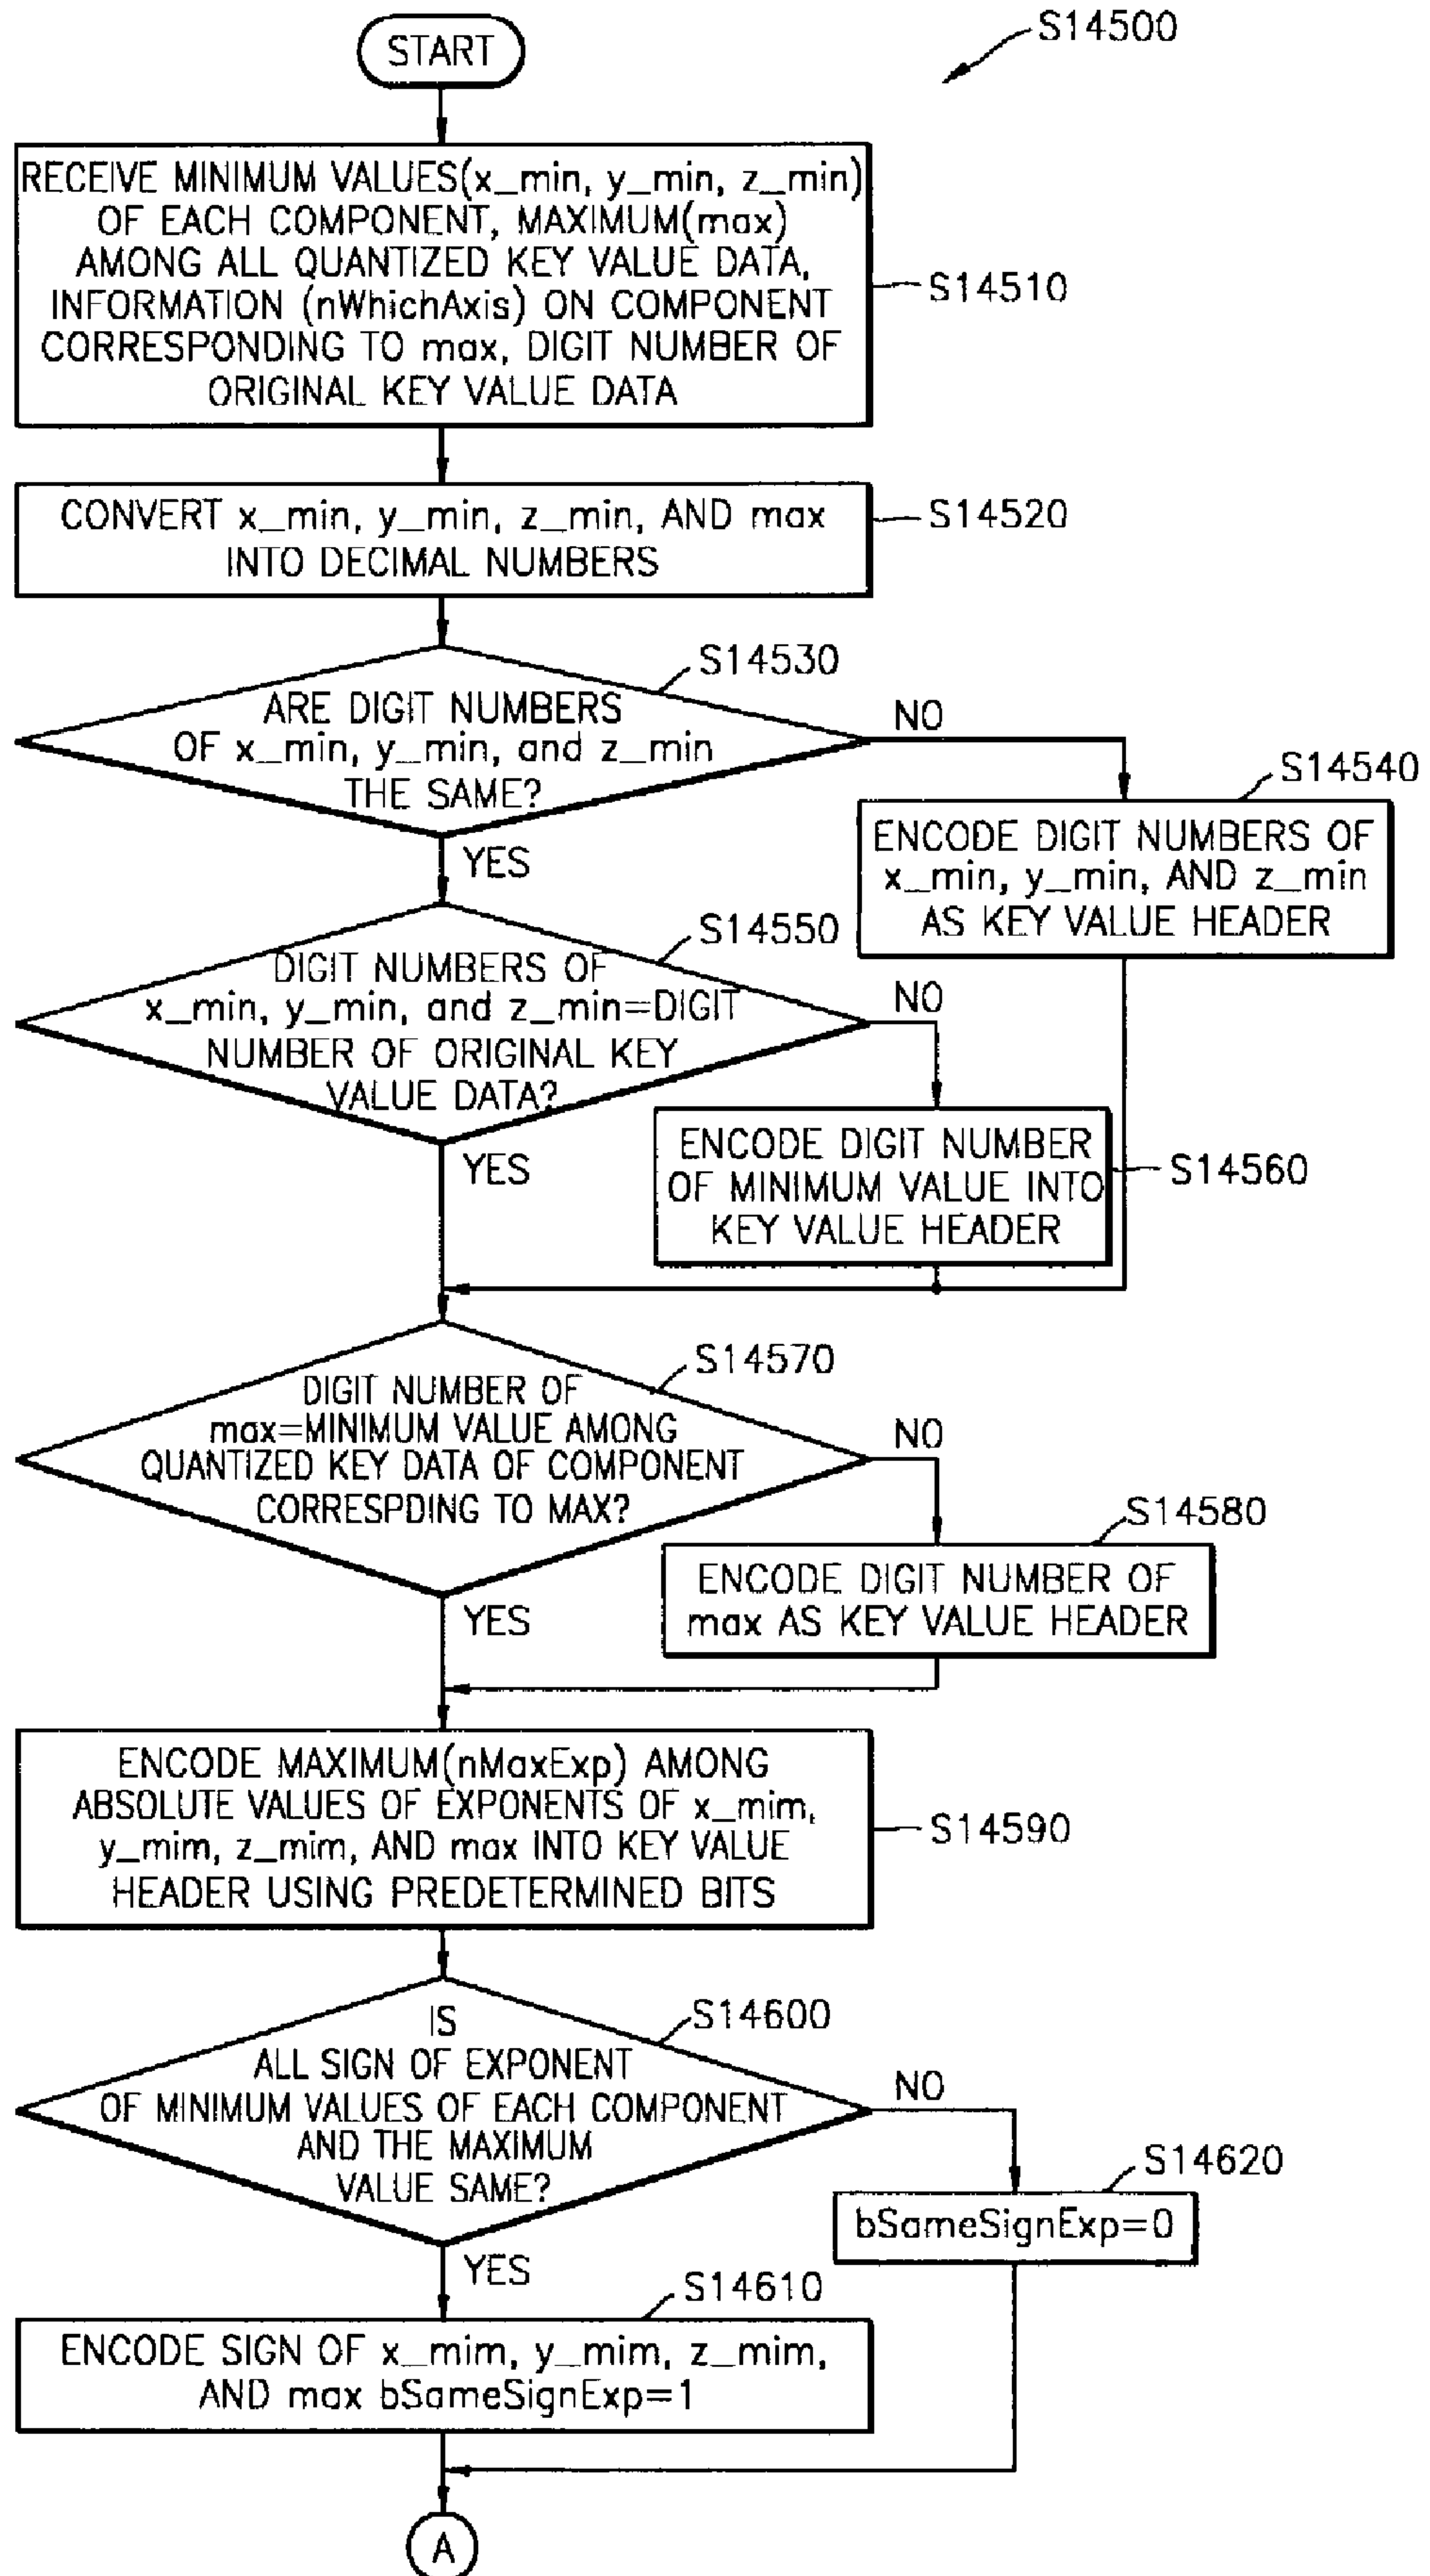 START
S14500
RECEIVE MINIMUM VALUES(x_min, y_min, z_min)
OF EACH COMPONENT, MAXIMUM(max)
AMONG ALL QUANTIZED KEY VALUE DATA,
INFORMATION (nWhichAxis) ON COMPONENT
CORRESPONDING TO max, DIGIT NUMBER OF
ORIGINAL KEY VALUE DATA
S14510
CONVERT x_min, y_min, z_min, AND max
INTO DECIMAL NUMBERS
S14520
S14530
ARE DIGIT NUMBERS
OF x_min, y_min, and z_min
THE SAME?
NO
YES
S14540
ENCODE DIGIT NUMBERS OF
x_min, y_min, AND z_min
AS KEY VALUE HEADER
S14550
DIGIT NUMBERS OF
x_min, y_min, and z_min=DIGIT
NUMBER OF ORIGINAL KEY
VALUE DATA?
NO
YES
ENCODE DIGIT NUMBER
OF MINIMUM VALUE INTO
KEY VALUE HEADER
S14560
S14570
DIGIT NUMBER OF
max=MINIMUM VALUE AMONG
QUANTIZED KEY DATA OF COMPONENT
CORRESPDING TO MAX?
NO
YES
S14580
ENCODE DIGIT NUMBER OF
max AS KEY VALUE HEADER
ENCODE MAXIMUM(nMaxExp) AMONG
ABSOLUTE VALUES OF EXPONENTS OF x_mim,
y_mim, z_mim, AND max INTO KEY VALUE
HEADER USING PREDETERMINED BITS
S14590
S14600
IS
ALL SIGN OF EXPONENT
OF MINIMUM VALUES OF EACH COMPONENT
AND THE MAXIMUM
VALUE SAME?
NO
YES
S14620
bSameSignExp=0
S14610
ENCODE SIGN OF x_mim, y_mim, z_mim,
AND max bSameSignExp=1
A